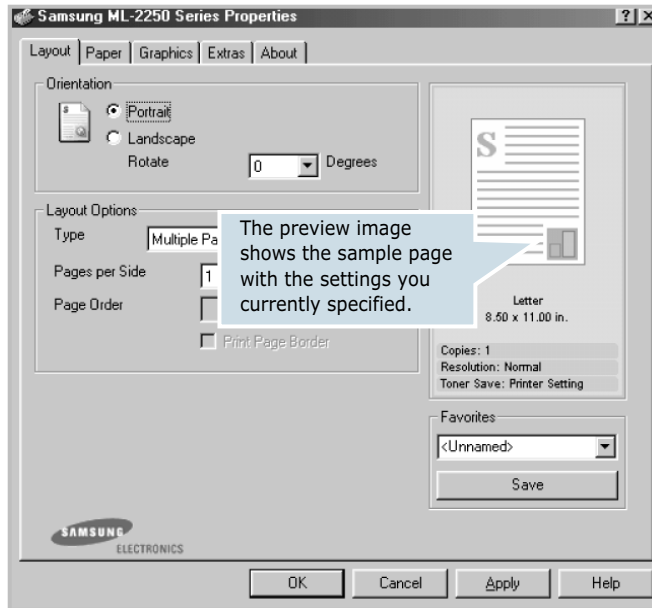 Samsung ML-2250 Series Properties
Layout Paper Graphics Extras About
Orientation
Portrait
Landscape
Rotate 0 Degrees
Layout Options
Type Multiple Pa
Pages per Side 1
Page Order
Print Page Border
The preview image
shows the sample page
with the settings you
currently specified.
S
Letter
8.50 x 11.00 in.
Copies: 1
Resolution: Normal
Toner Save: Printer Setting
Favorites
<Unnamed>
Save
SAMSUNG
ELECTRONICS
OK Cancel Apply Help